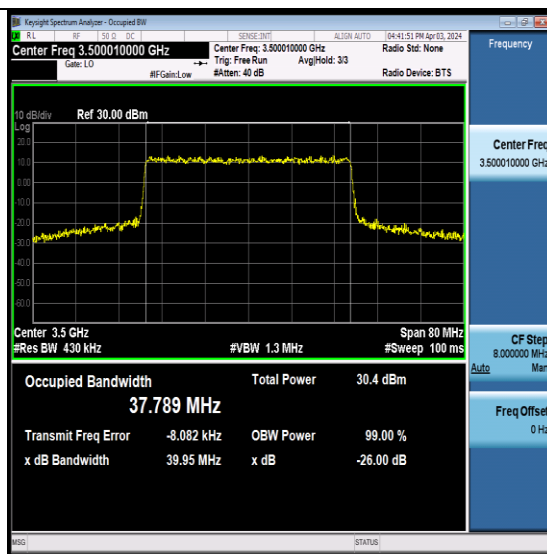 Keysight Spectrum Analyzer - Occupied BW
RL RF 50 Ω DC SENSE:INT ALIGN AUTO 04:41:51 PM Apr 03, 2024
Center Freq 3.500010000 GHz Center Freq: 3.500010000 GHz Radio Std: None Frequency
Gate: LO Trig: Free Run Avg|Hold: 3/3
#IFGain:Low #Atten: 40 dB Radio Device: BTS
10 dB/div Ref 30.00 dBm
Log
20.0
10.0
0.00
-10.0
-20.0
-30.0
-40.0
-50.0
-60.0
Center Freq
3.500010000 GHz
Center 3.5 GHz Span 80 MHz
#Res BW 430 kHz #VBW 1.3 MHz #Sweep 100 ms
CF Step
8.000000 MHz
Auto Man
Occupied Bandwidth Total Power 30.4 dBm
37.789 MHz
Transmit Freq Error -8.082 kHz OBW Power 99.00 %
x dB Bandwidth 39.95 MHz x dB -26.00 dB
Freq Offset
0 Hz
MSG STATUS